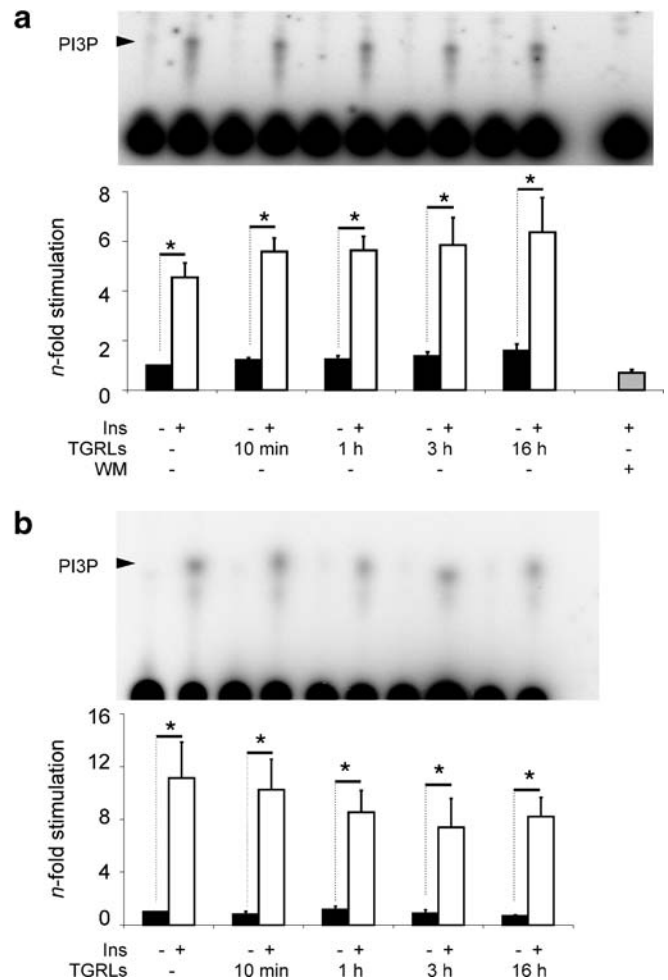 a
PI3P
n-fold stimulation
8
6
4
2
0
* * * * *
Ins - + - + - + - + - + +
TGRLs - 10 min 1 h 3 h 16 h -
WM - - - - - +
b
PI3P
n-fold stimulation
16
12
8
4
0
* * * * *
Ins - + - + - + - + - +
TGRLs - 10 min 1 h 3 h 16 h